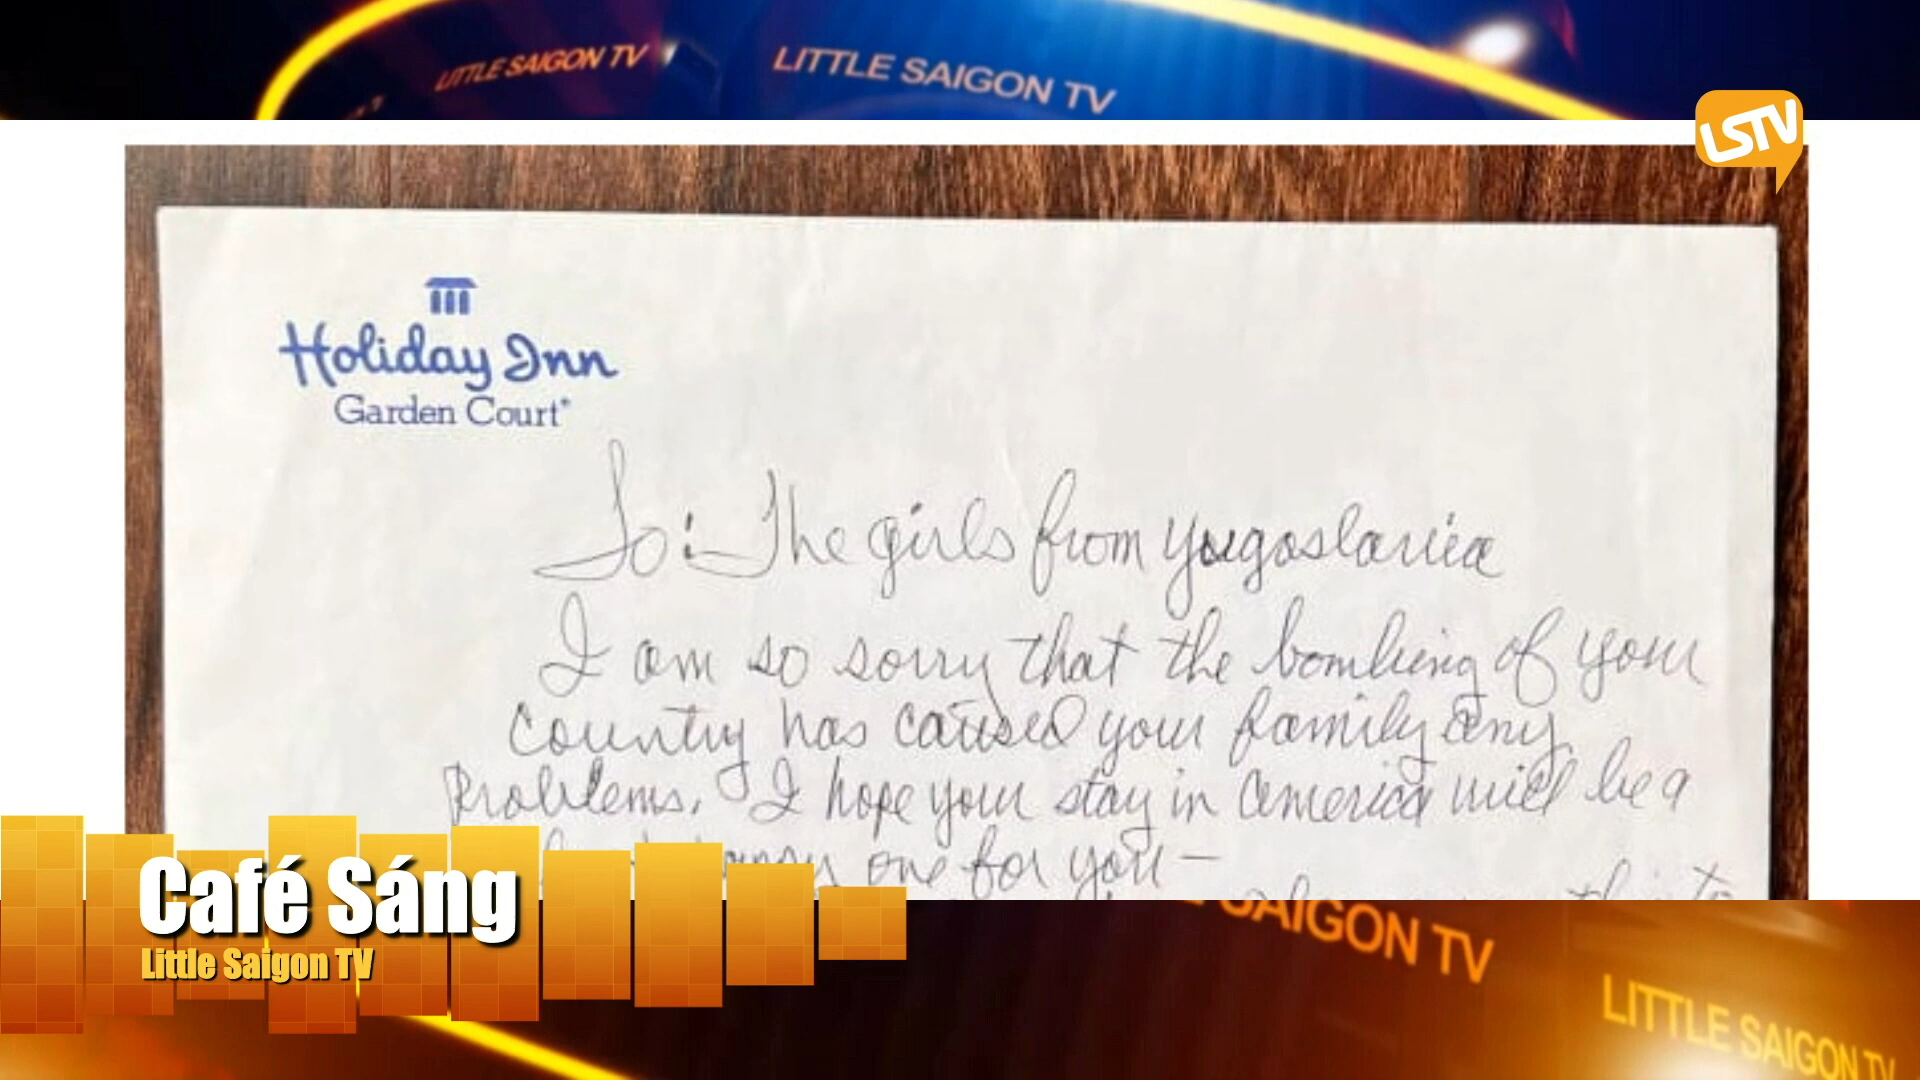 LITTLE SAIGON TV
LITTLE SAIGON TV
LSTV
Holiday Inn
Garden Court
To: The girls from Yugoslavia
I am so sorry that the bombing of your
country has caused your family any
problems. I hope your stay in america will be a
one for you —
SAIGON TV
LITTLE SAIGON TV
Café Sáng
Little Saigon TV